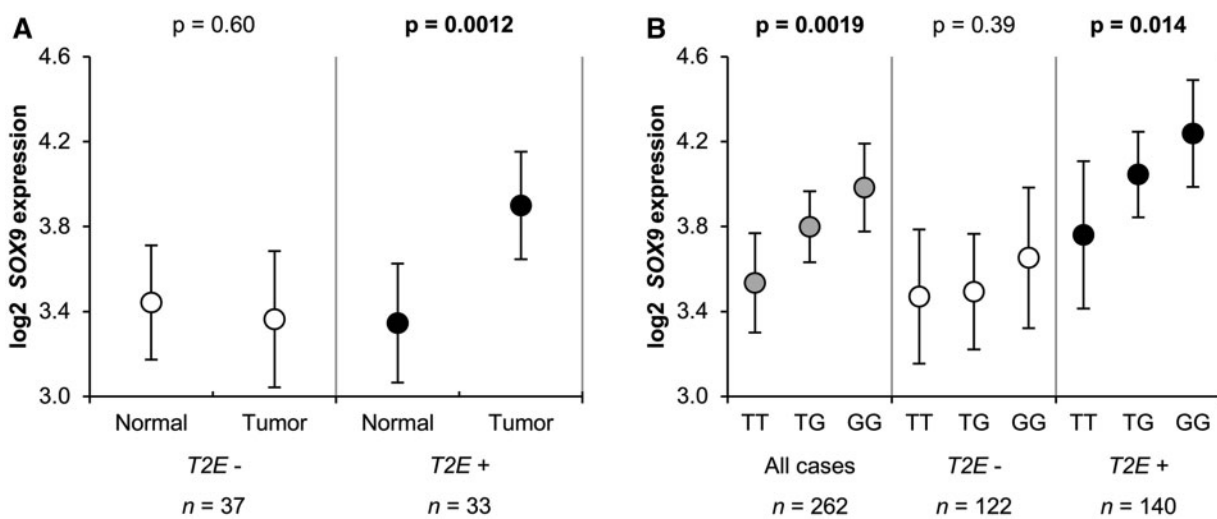 A
p = 0.60
p = 0.0012
4.6
4.2
3.8
3.4
3.0
log2 SOX9 expression
Normal
Tumor
Normal
Tumor
T2E -
T2E +
n = 37
n = 33
B
p = 0.0019
p = 0.39
p = 0.014
4.6
4.2
3.8
3.4
3.0
log2 SOX9 expression
TT
TG
GG
TT
TG
GG
TT
TG
GG
All cases
T2E -
T2E +
n = 262
n = 122
n = 140